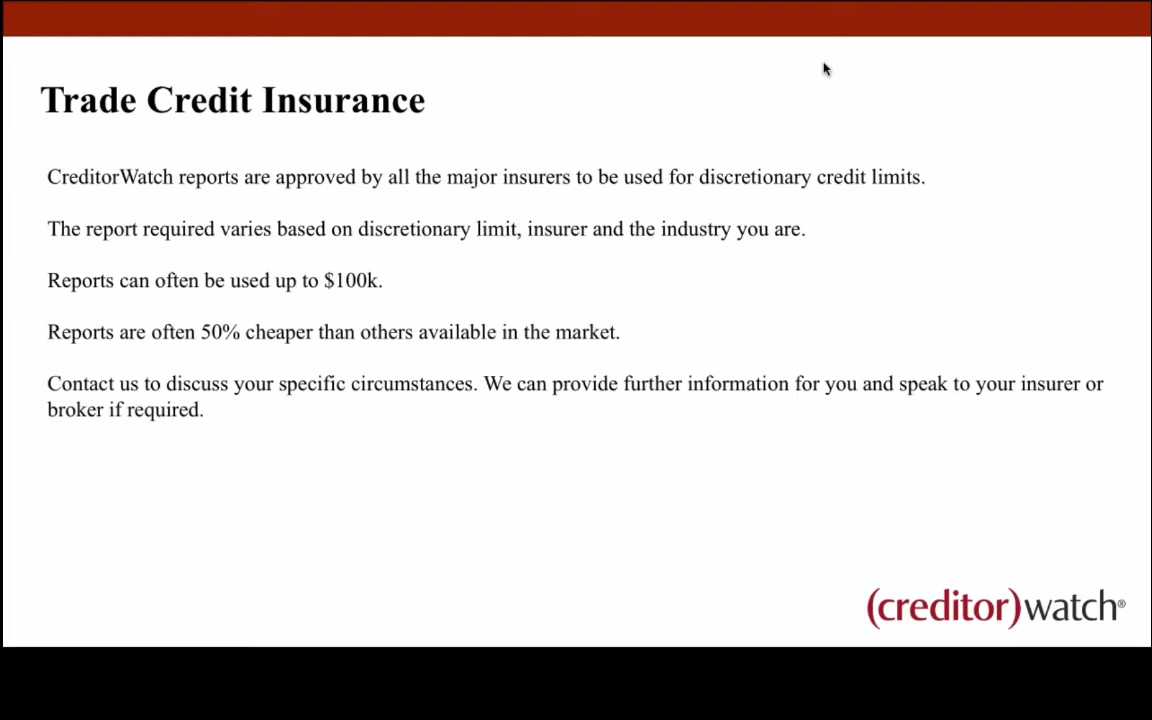 Trade Credit Insurance
CreditorWatch reports are approved by all the major insurers to be used for discretionary credit limits.
The report required varies based on discretionary limit, insurer and the industry you are.
Reports can often be used up to $100k.
Reports are often 50% cheaper than others available in the market.
Contact us to discuss your specific circumstances. We can provide further information for you and speak to your insurer or
broker if required.
(creditor)watch®